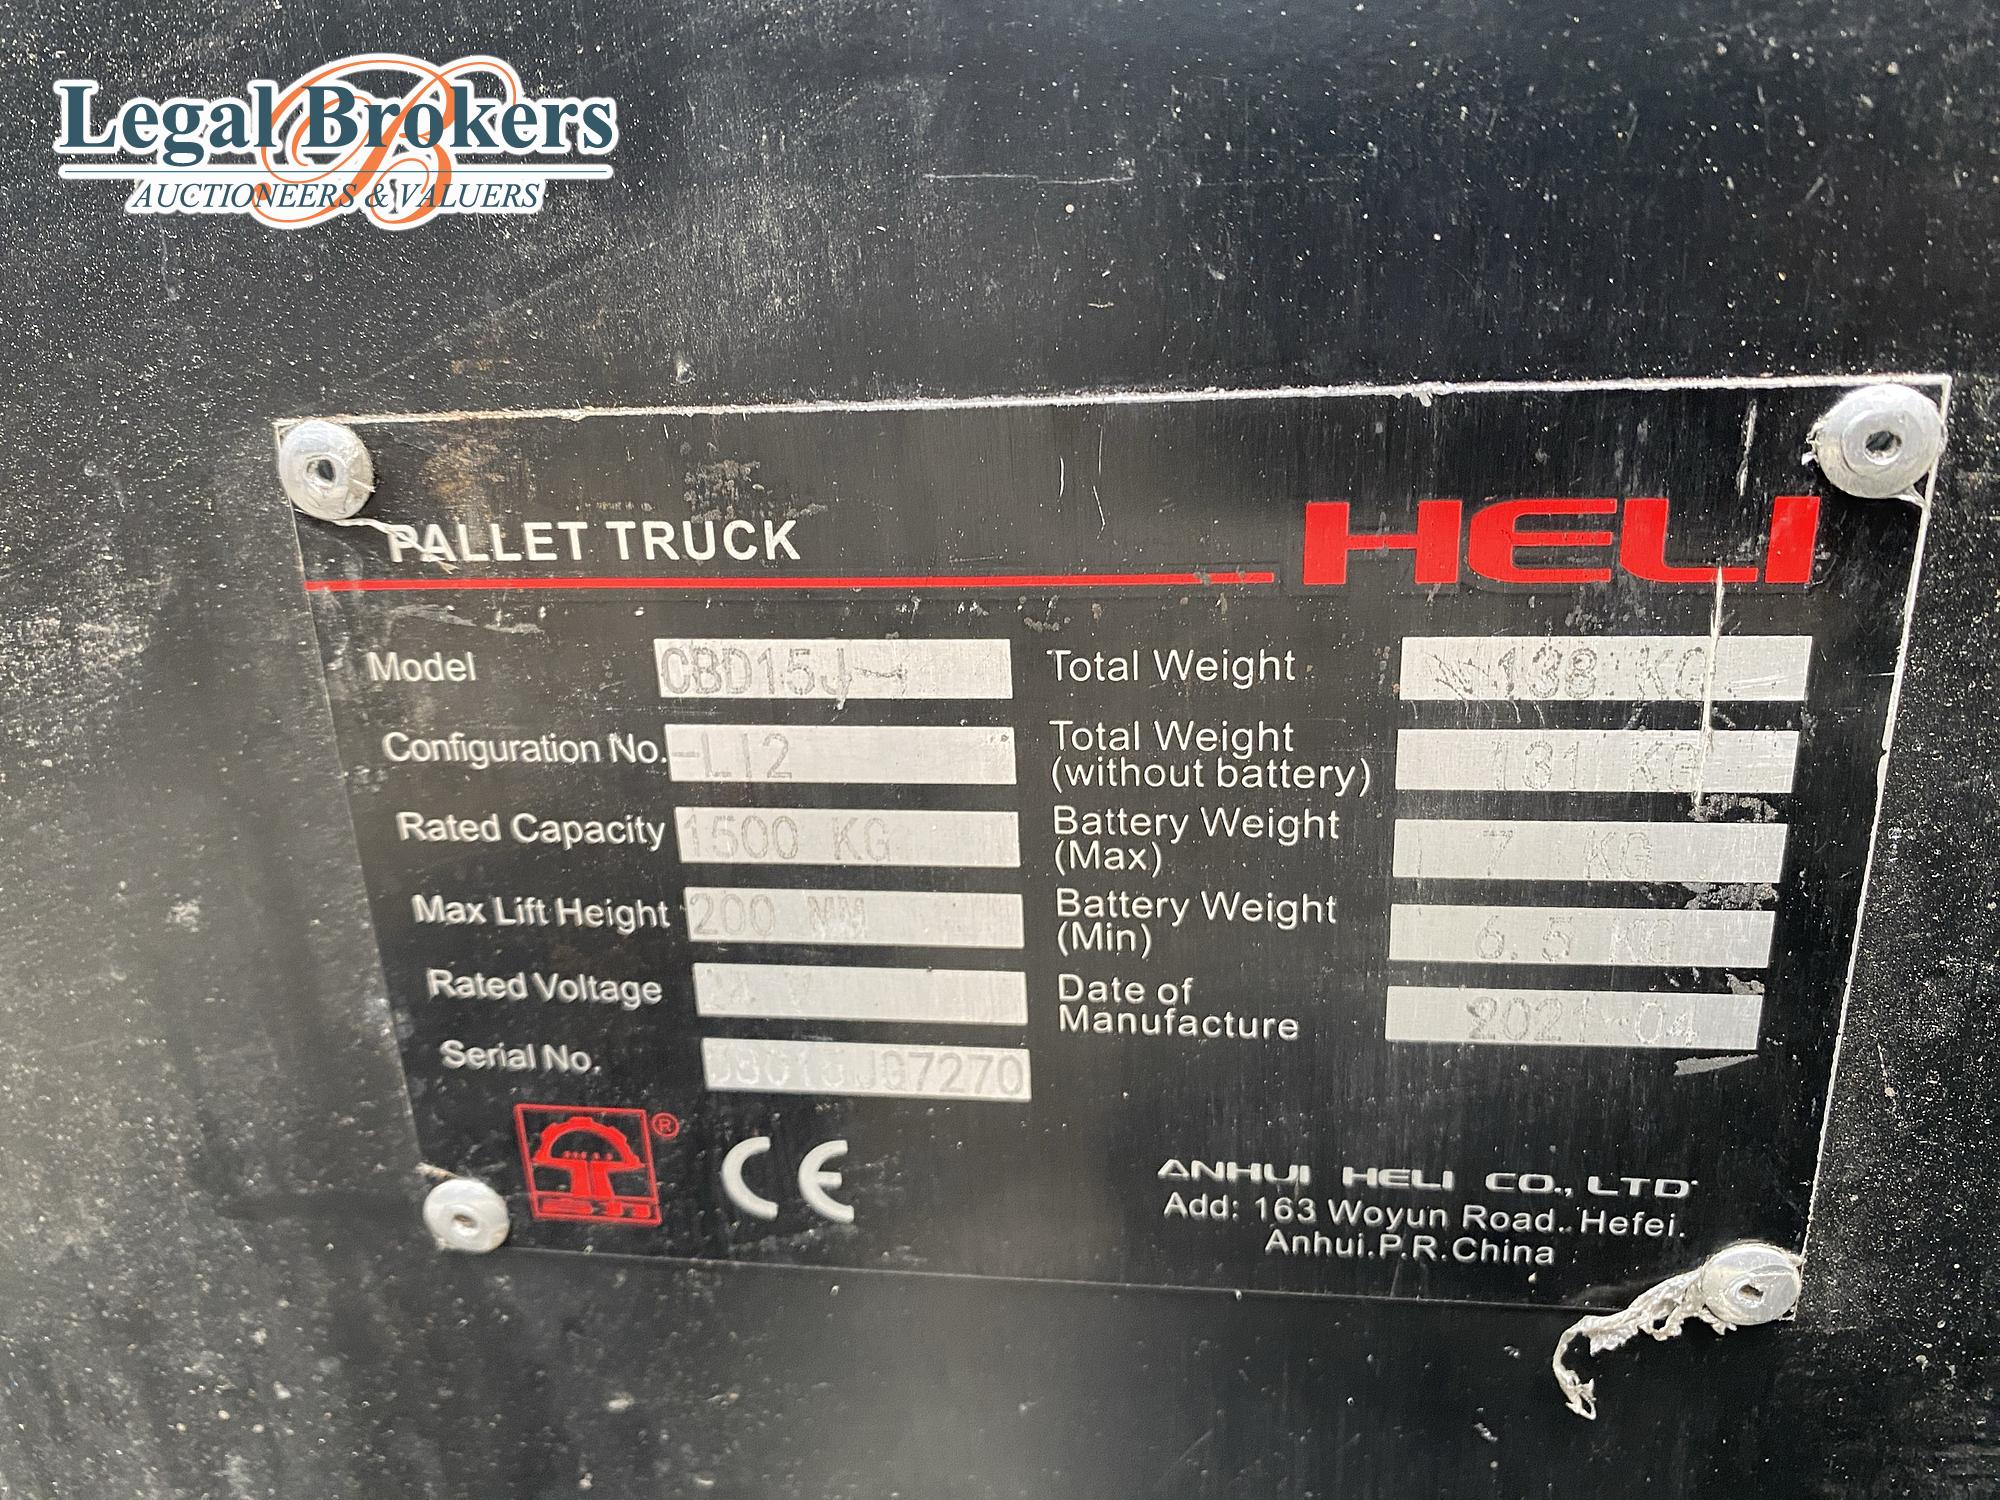 Legal Brokers
AUCTIONEERS & VALUERS
PALLET TRUCK
HELI
Model CBD15J-
Configuration No. -LI2
Rated Capacity 1500 KG
Max Lift Height 200 MM
Rated Voltage 24 V
Serial No.
Total Weight 138 KG
Total Weight
(without battery) 131 KG
Battery Weight
(Max) 7 KG
Battery Weight
(Min) 6.5 KG
Date of
Manufacture 2021-04
®
CE
ANHUI HELI CO., LTD.
Add: 163 Woyun Road.. Hefei.
Anhui.P.R.China